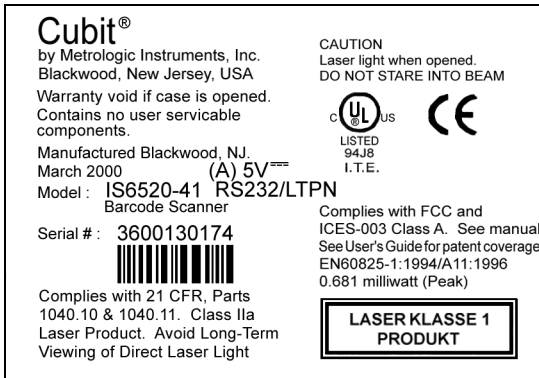 Cubit®
by Metrologic Instruments, Inc.
Blackwood, New Jersey, USA
Warranty void if case is opened.
Contains no user servicable
components.
Manufactured Blackwood, NJ.
March 2000 (A) 5V
Model : IS6520-41 RS232/LTPN
Barcode Scanner
Serial # : 3600130174
Complies with 21 CFR, Parts
1040.10 & 1040.11. Class IIa
Laser Product. Avoid Long-Term
Viewing of Direct Laser Light
CAUTION
Laser light when opened.
DO NOT STARE INTO BEAM
C UL® US
LISTED
94J8
I.T.E.
CE
Complies with FCC and
ICES-003 Class A. See manual
See User's Guide for patent coverage
EN60825-1:1994/A11:1996
0.681 milliwatt (Peak)
LASER KLASSE 1
PRODUKT